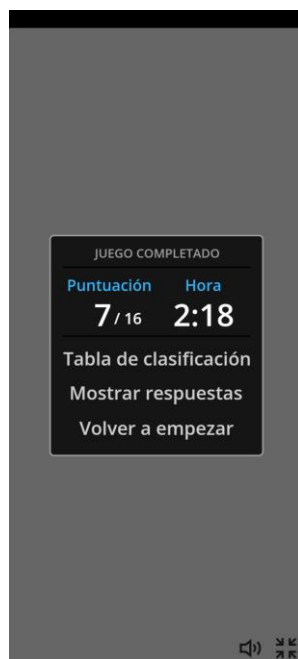 JUEGO COMPLETADO
Puntuación Hora
7 / 16 2:18
Tabla de clasificación
Mostrar respuestas
Volver a empezar